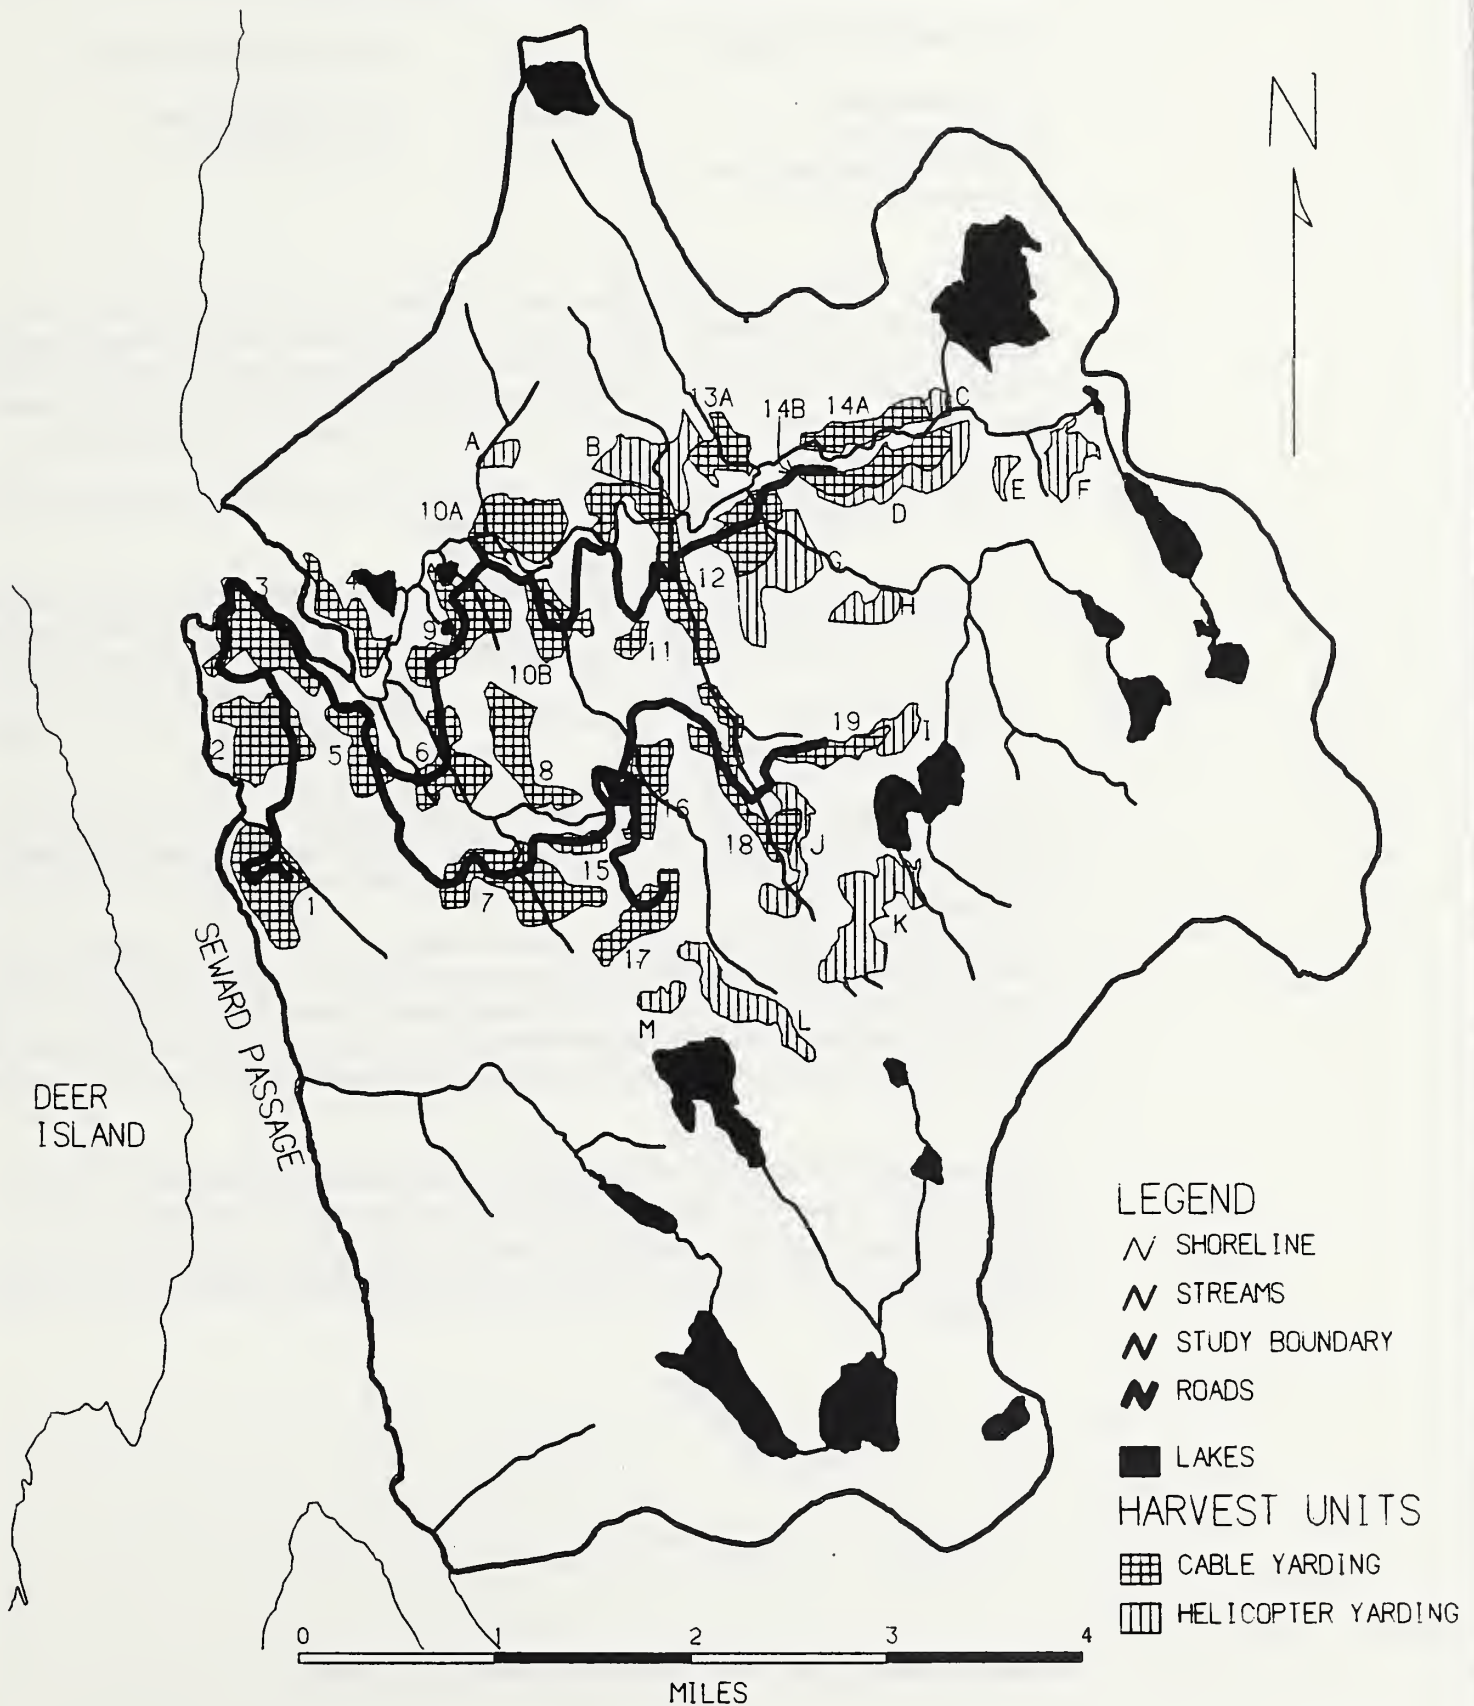 N
13A
14B
14A
C
A
B
10A
E
F
D
3
4
G
12
H
9
11
10B
19
I
2
5
6
8
16
18
J
15
1
7
K
17
SEWARD PASSAGE
M
L
DEER
ISLAND
LEGEND
SHORELINE
STREAMS
STUDY BOUNDARY
ROADS
LAKES
HARVEST UNITS
CABLE YARDING
HELICOPTER YARDING
0 1 2 3 4
MILES